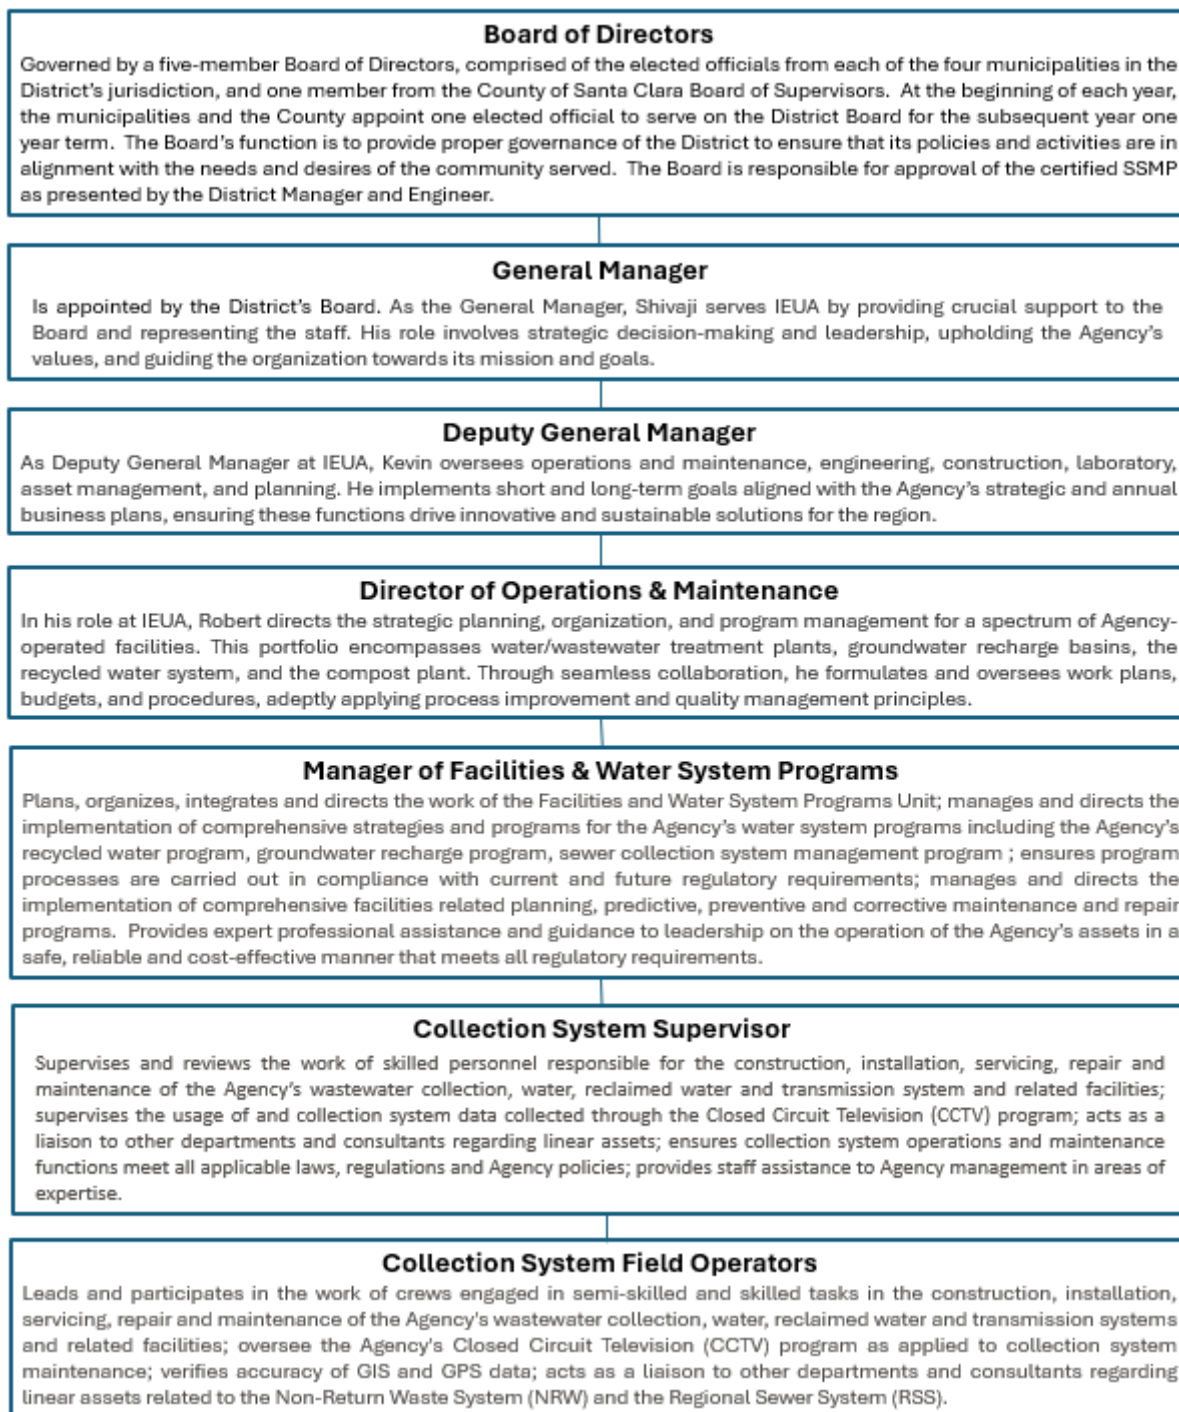 Board of Directors
Governed by a five-member Board of Directors, comprised of the elected officials from each of the four municipalities in the
District's jurisdiction, and one member from the County of Santa Clara Board of Supervisors.  At the beginning of each year,
the municipalities and the County appoint one elected official to serve on the District Board for the subsequent year one
year term.  The Board's function is to provide proper governance of the District to ensure that its policies and activities are in
alignment with the needs and desires of the community served.  The Board is responsible for approval of the certified SSMP
as presented by the District Manager and Engineer.
General Manager
Is appointed by the District's Board. As the General Manager, Shivaji serves IEUA by providing crucial support to the
Board and representing the staff. His role involves strategic decision-making and leadership, upholding the Agency's
values, and guiding the organization towards its mission and goals.
Deputy General Manager
As Deputy General Manager at IEUA, Kevin oversees operations and maintenance, engineering, construction, laboratory,
asset management, and planning. He implements short and long-term goals aligned with the Agency's strategic and annual
business plans, ensuring these functions drive innovative and sustainable solutions for the region.
Director of Operations & Maintenance
In his role at IEUA, Robert directs the strategic planning, organization, and program management for a spectrum of Agency-
operated facilities. This portfolio encompasses water/wastewater treatment plants, groundwater recharge basins, the
recycled water system, and the compost plant. Through seamless collaboration, he formulates and oversees work plans,
budgets, and procedures, adeptly applying process improvement and quality management principles.
Manager of Facilities & Water System Programs
Plans, organizes, integrates and directs the work of the Facilities and Water System Programs Unit; manages and directs the
implementation of comprehensive strategies and programs for the Agency's water system programs including the Agency's
recycled water program, groundwater recharge program, sewer collection system management program ; ensures program
processes are carried out in compliance with current and future regulatory requirements; manages and directs the
implementation of comprehensive facilities related planning, predictive, preventive and corrective maintenance and repair
programs.  Provides expert professional assistance and guidance to leadership on the operation of the Agency's assets in a
safe, reliable and cost-effective manner that meets all regulatory requirements.
Collection System Supervisor
Supervises and reviews the work of skilled personnel responsible for the construction, installation, servicing, repair and
maintenance of the Agency's wastewater collection, water, reclaimed water and transmission system and related facilities;
supervises the usage of and collection system data collected through the Closed Circuit Television (CCTV) program; acts as a
liaison to other departments and consultants regarding linear assets; ensures collection system operations and maintenance
functions meet all applicable laws, regulations and Agency policies; provides staff assistance to Agency management in areas of
expertise.
Collection System Field Operators
Leads and participates in the work of crews engaged in semi-skilled and skilled tasks in the construction, installation,
servicing, repair and maintenance of the Agency's wastewater collection, water, reclaimed water and transmission systems
and related facilities; oversee the Agency's Closed Circuit Television (CCTV) program as applied to collection system
maintenance; verifies accuracy of GIS and GPS data; acts as a liaison to other departments and consultants regarding
linear assets related to the Non-Return Waste System (NRW) and the Regional Sewer System (RSS).